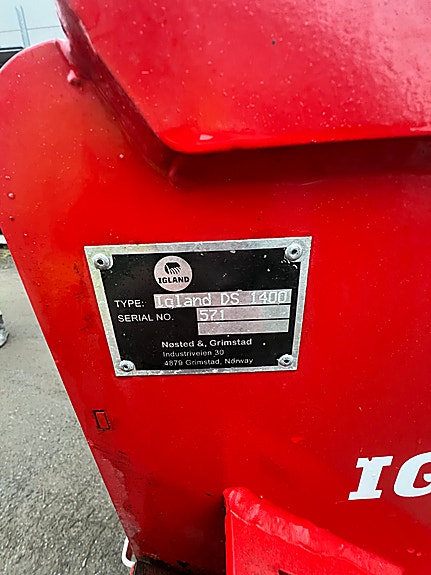 IGLAND
TYPE: Igland DS 1400
SERIAL NO. 571
Nøsted &, Grimstad
Industriveien 30
4879 Grimstad, Norway
IG